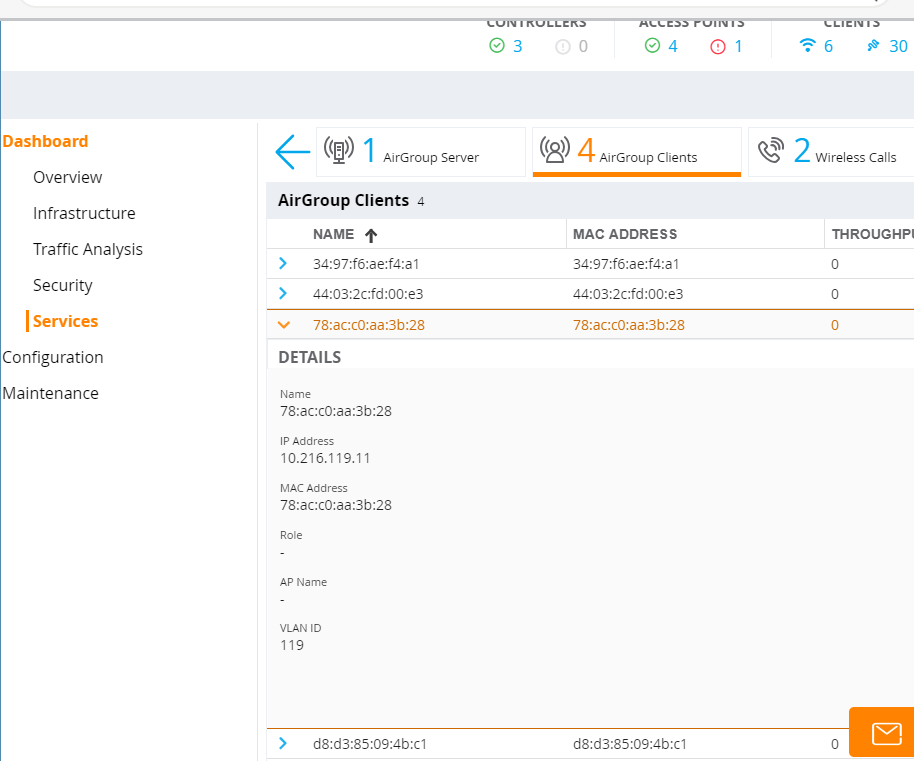 CONTROLLERS ACCESS POINTS CLIENTS
3 0 4 1 6 30
Dashboard
Overview
Infrastructure
Traffic Analysis
Security
Services
Configuration
Maintenance
1 AirGroup Server
4 AirGroup Clients
2 Wireless Calls
AirGroup Clients 4
NAME MAC ADDRESS THROUGHPU
34:97:f6:ae:f4:a1 34:97:f6:ae:f4:a1 0
44:03:2c:fd:00:e3 44:03:2c:fd:00:e3 0
78:ac:c0:aa:3b:28 78:ac:c0:aa:3b:28 0
DETAILS
Name
78:ac:c0:aa:3b:28
IP Address
10.216.119.11
MAC Address
78:ac:c0:aa:3b:28
Role
-
AP Name
-
VLAN ID
119
d8:d3:85:09:4b:c1 d8:d3:85:09:4b:c1 0